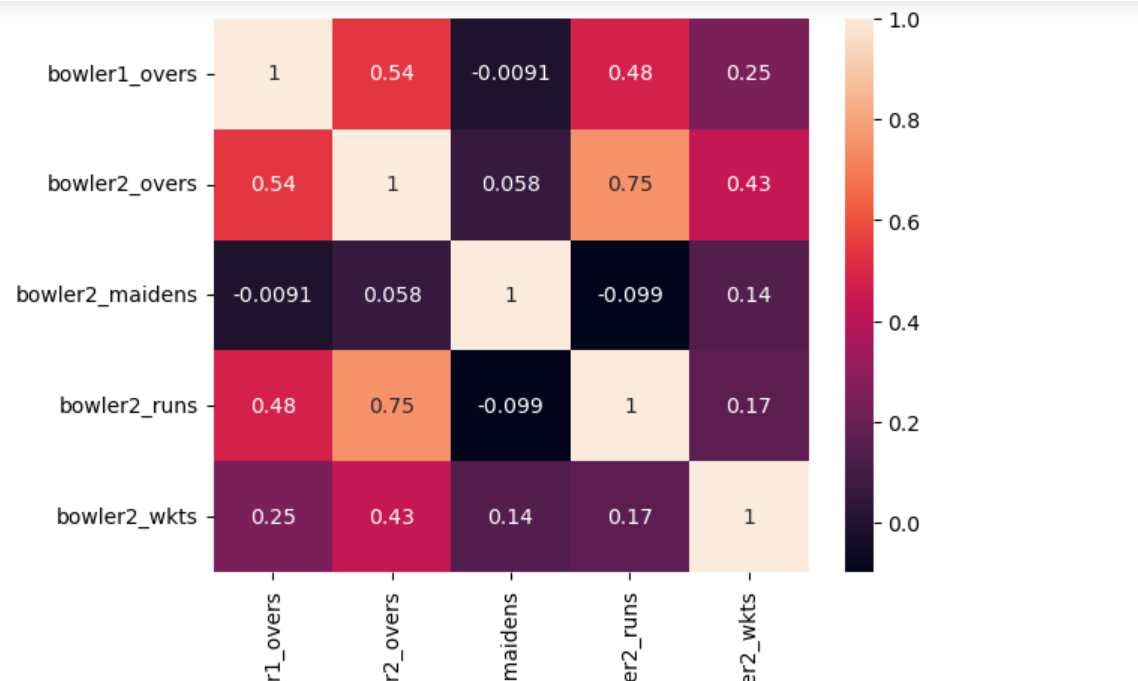 1.0
bowler1_overs 1 0.54 -0.0091 0.48 0.25
0.8
bowler2_overs 0.54 1 0.058 0.75 0.43
0.6
bowler2_maidens -0.0091 0.058 1 -0.099 0.14
0.4
bowler2_runs 0.48 0.75 -0.099 1 0.17
0.2
bowler2_wkts 0.25 0.43 0.14 0.17 1
0.0
r1_overs
r2_overs
maidens
er2_runs
er2_wkts